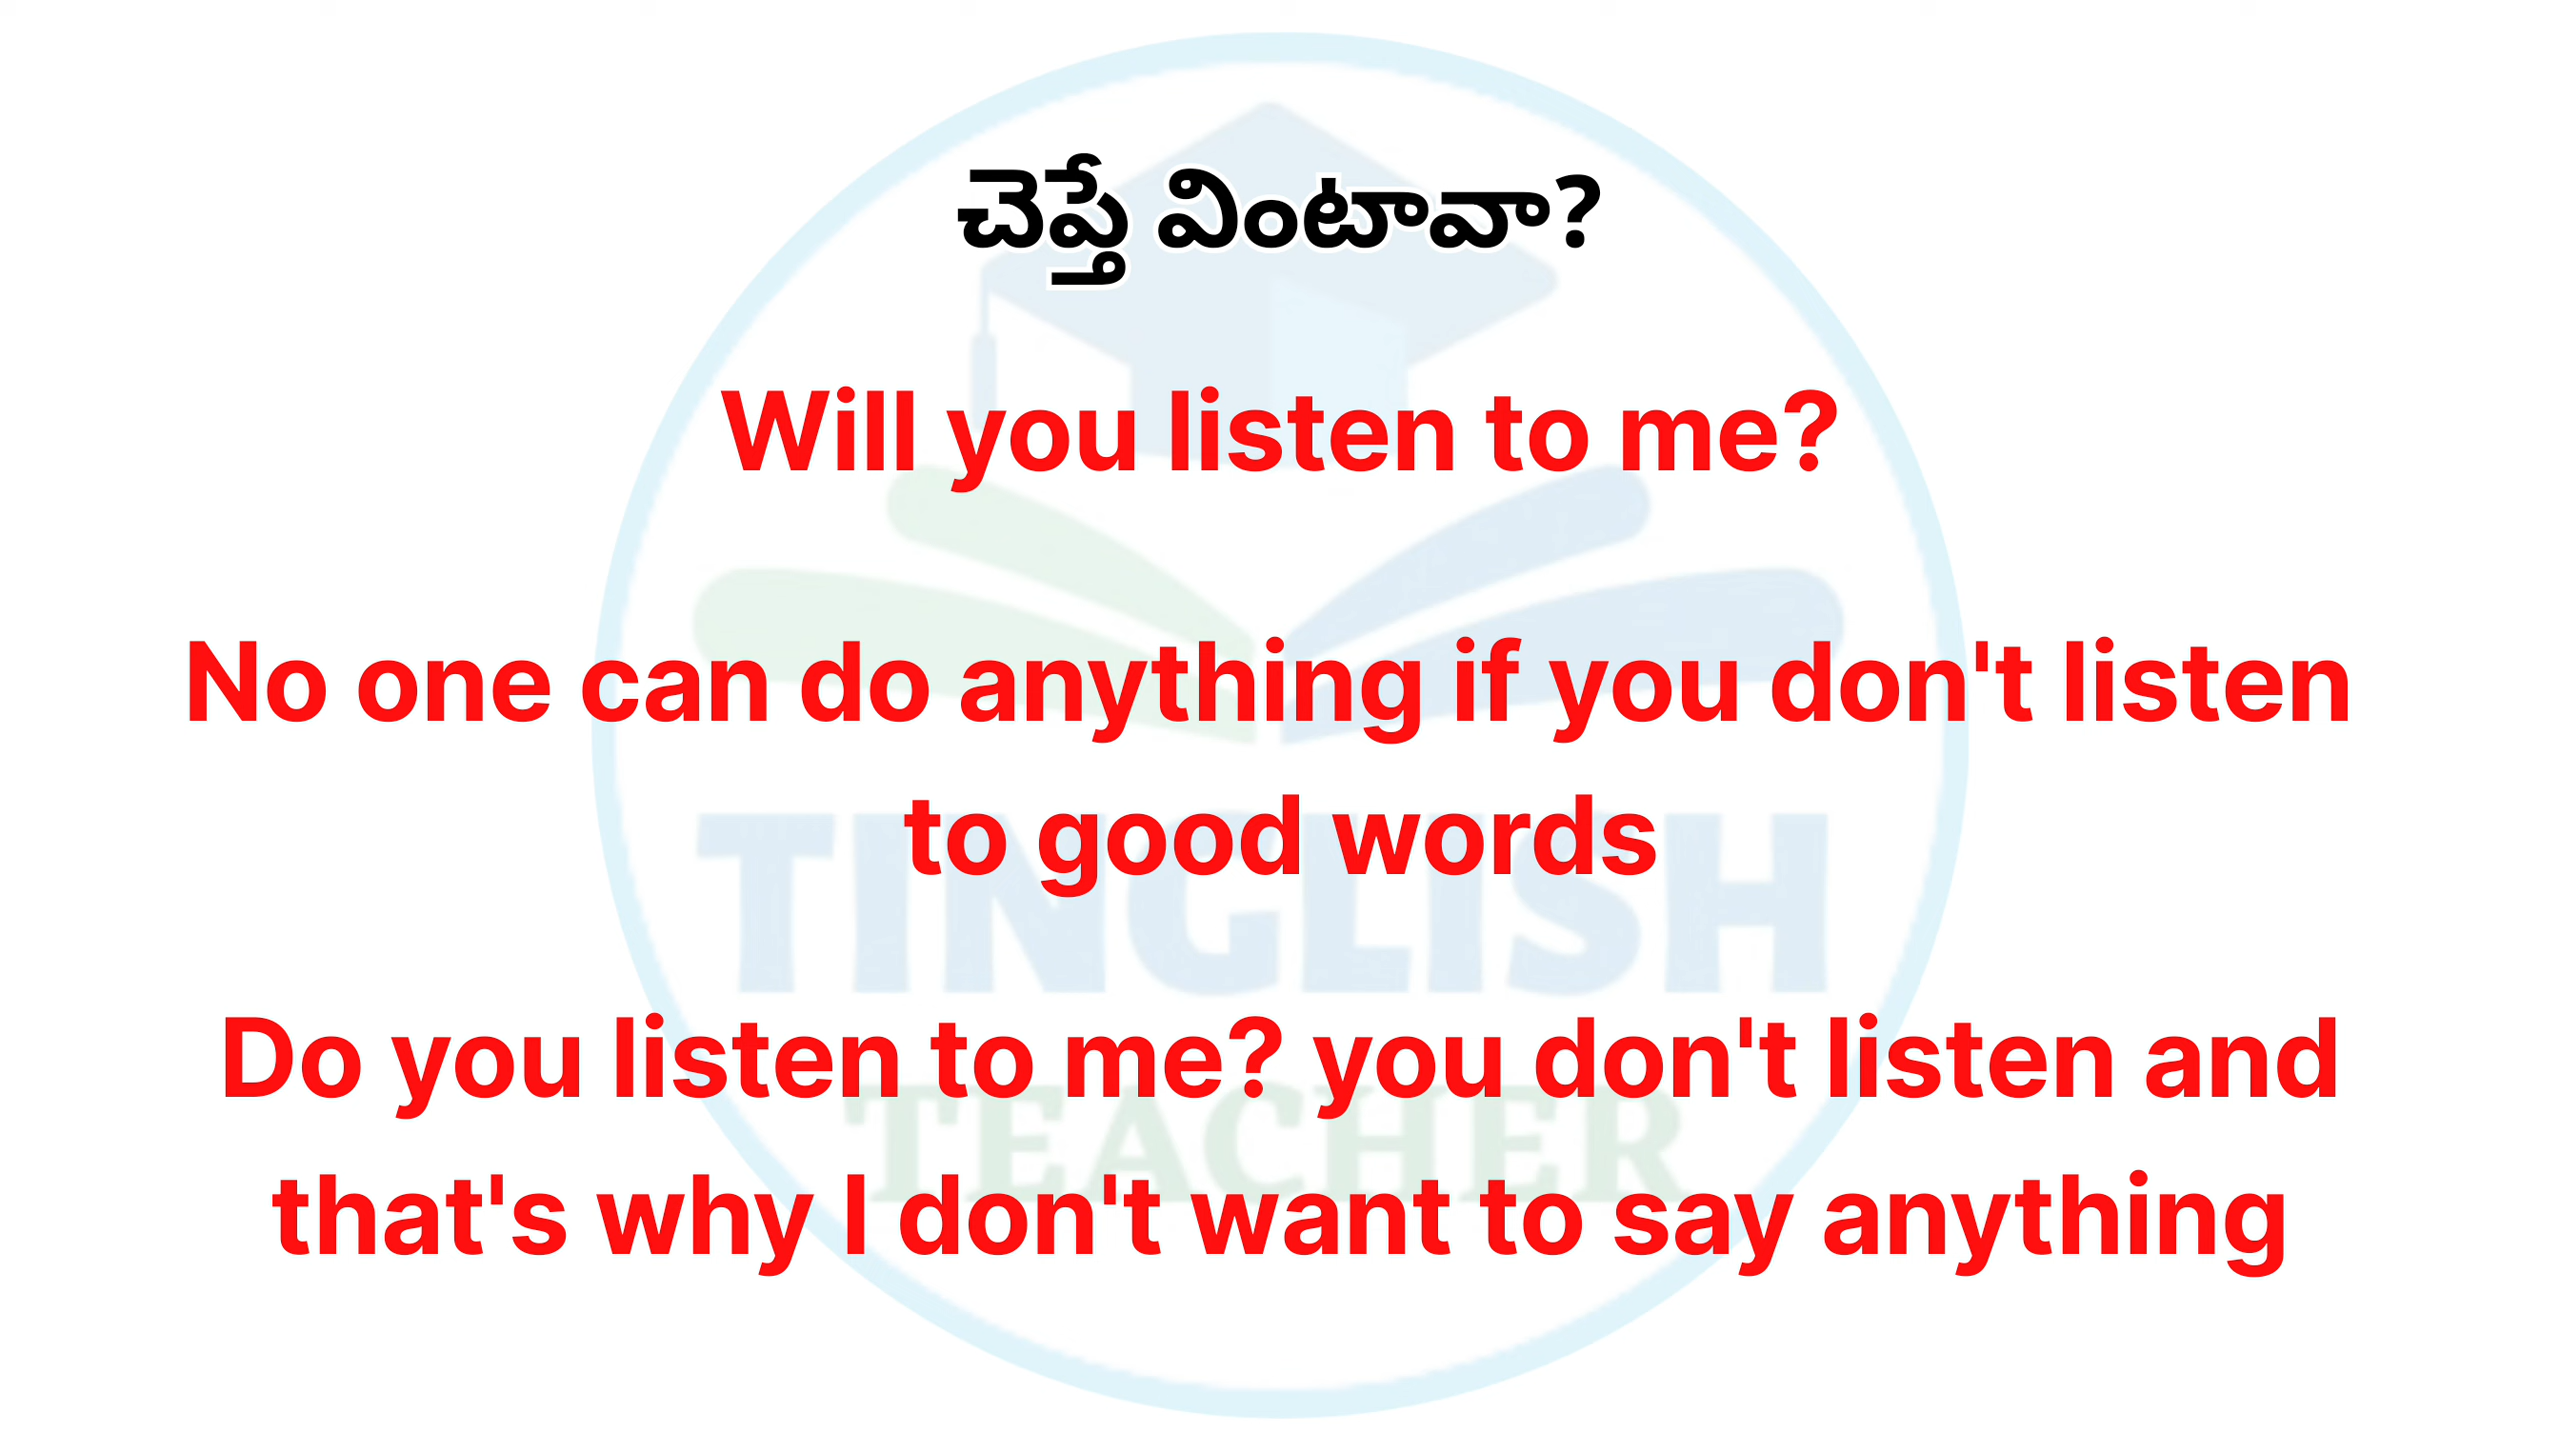 చెప్తే వింటావా?
Will you listen to me?
No one can do anything if you don't listen
to good words
Do you listen to me? you don't listen and
that's why I don't want to say anything
TINGLISH
TEACHER